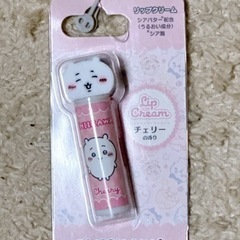 リップクリーム
シアバター配合
(うるおい成分)
*シア脂
Lip
Cream
チェリー
の香り
Cherry